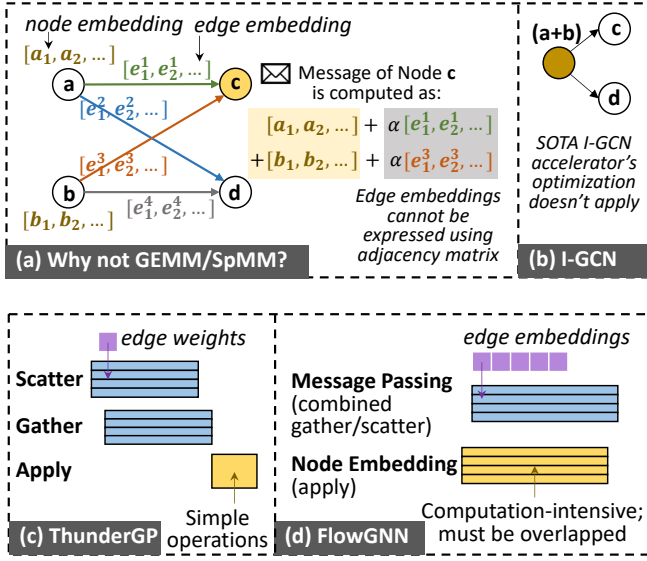 node embedding
edge embedding
[a₁, a₂, ...]
a
[e₁¹, e₂¹, ...]
c
[e₁², e₂², ...]
[e₁³, e₂³, ...]
b
[e₁⁴, e₂⁴, ...]
d
[b₁, b₂, ...]
Message of Node c
is computed as:
[a₁, a₂, ...] + α[e₁¹, e₂¹, ...]
+[b₁, b₂, ...] + α[e₁³, e₂³, ...]
Edge embeddings
cannot be
expressed using
adjacency matrix
(a) Why not GEMM/SpMM?
(a+b)
c
d
SOTA I-GCN
accelerator's
optimization
doesn't apply
(b) I-GCN
edge weights
Scatter
Gather
Apply
Simple
operations
(c) ThunderGP
edge embeddings
Message Passing
(combined
gather/scatter)
Node Embedding
(apply)
Computation-intensive;
must be overlapped
(d) FlowGNN